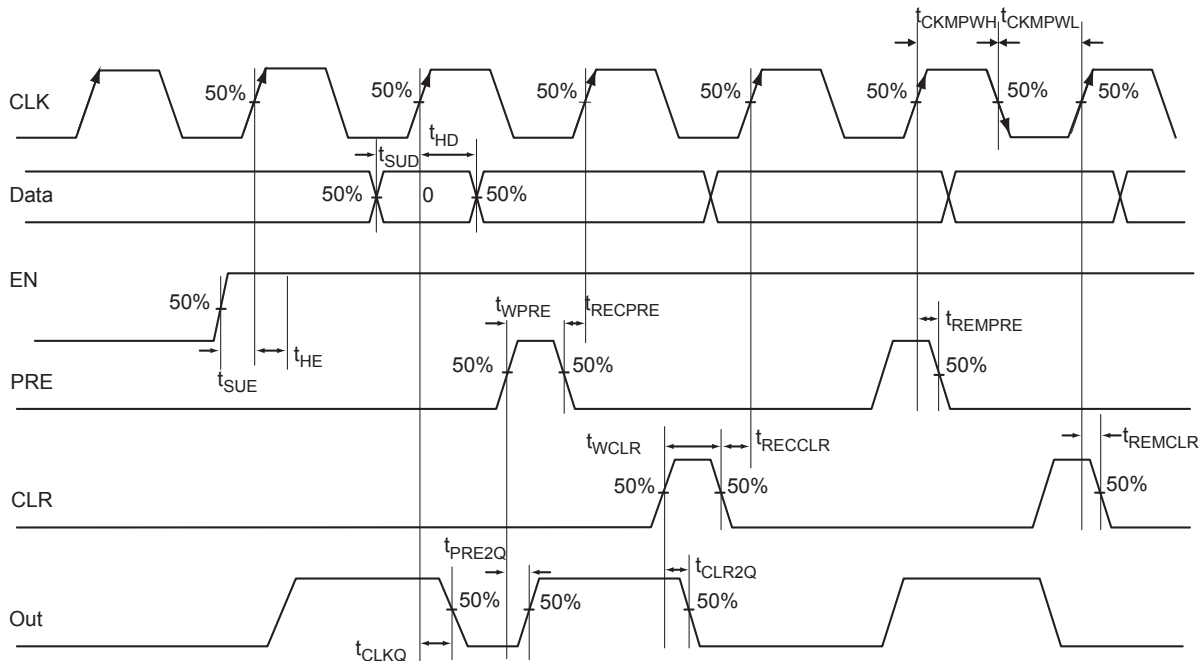 tCKMPWH tCKMPWL
CLK 50% 50% 50% 50% 50% 50% 50%
tSUD tHD
Data 50% 0 50%
EN
50% tWPRE tRECPRE tREMPRE
tSUE tHE
PRE 50% 50% 50%
tWCLR tRECCLR tREMCLR
CLR 50% 50% 50%
tPRE2Q tCLR2Q
Out 50% 50% 50%
tCLKQ